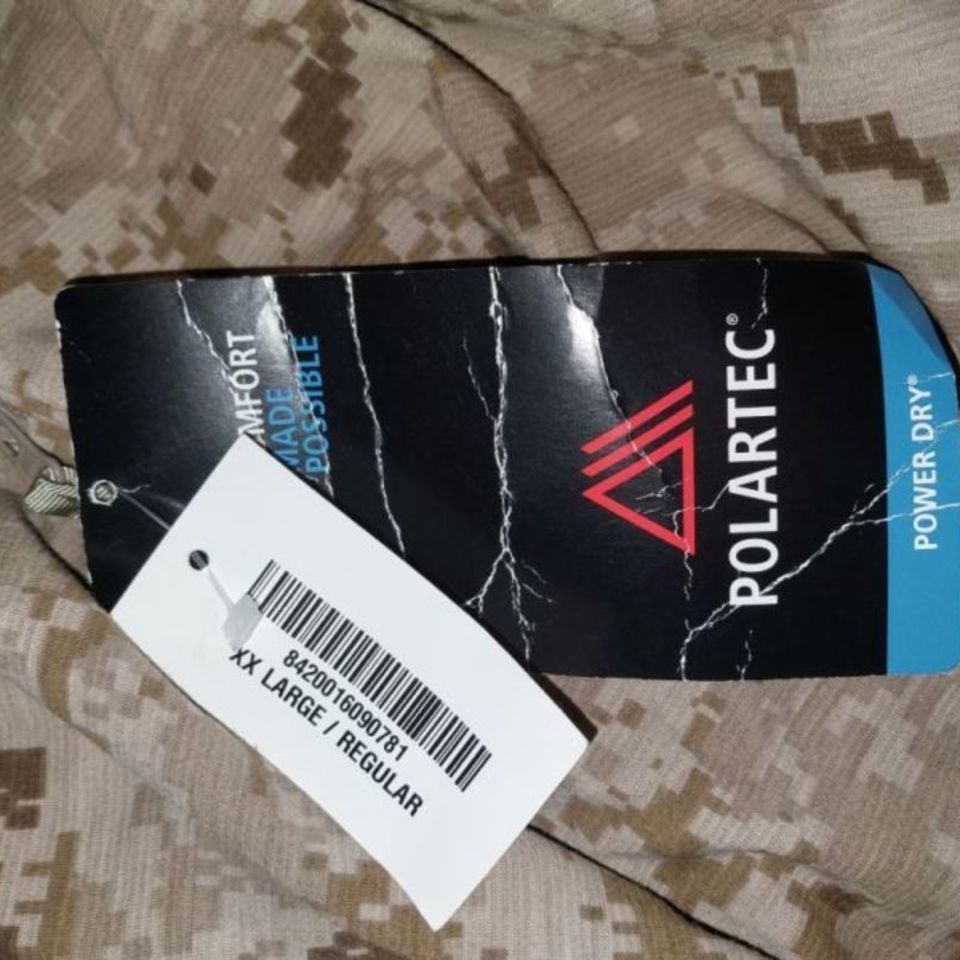 MFORT
MADE
POSSIBLE
POLARTEC®
POWER DRY®
8420016090781
XX LARGE / REGULAR